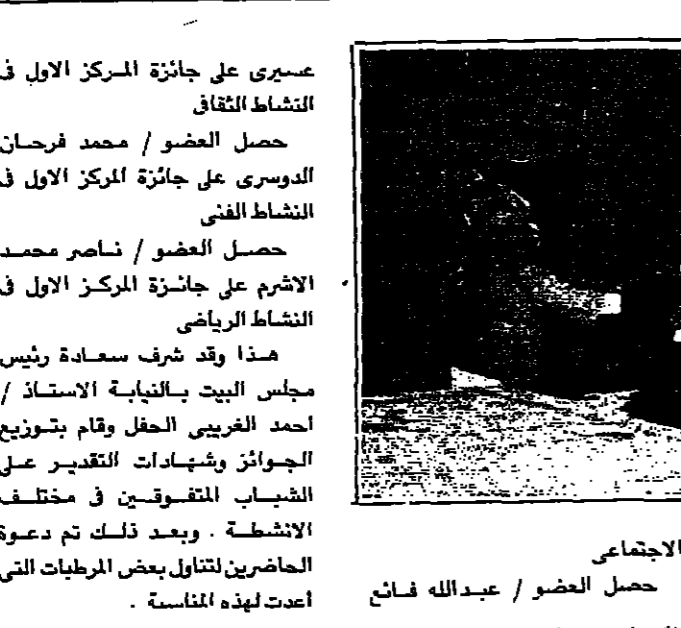 الاجتماعى
حصل العضو / عبدالله فائع
عسيرى على جائزة المركز الاول فى
النشاط الثقافى
حصل العضو / محمد فرحان
الدوسرى على جائزة المركز الاول فى
النشاط الفنى
حصل العضو / ناصر محمد
الاشرم على جائزة المركز الاول فى
النشاط الرياضى
هذا وقد شرف سعادة رئيس
مجلس البيت بالنيابة الاستاذ /
احمد الغريبى الحفل وقام بتوزيع
الجوائز وشهادات التقدير على
الشباب المتفوقين فى مختلف
الانشطة . وبعد ذلك تم دعوة
الحاضرين لتناول بعض المرطبات التى
أعدت لهذه المناسبة .